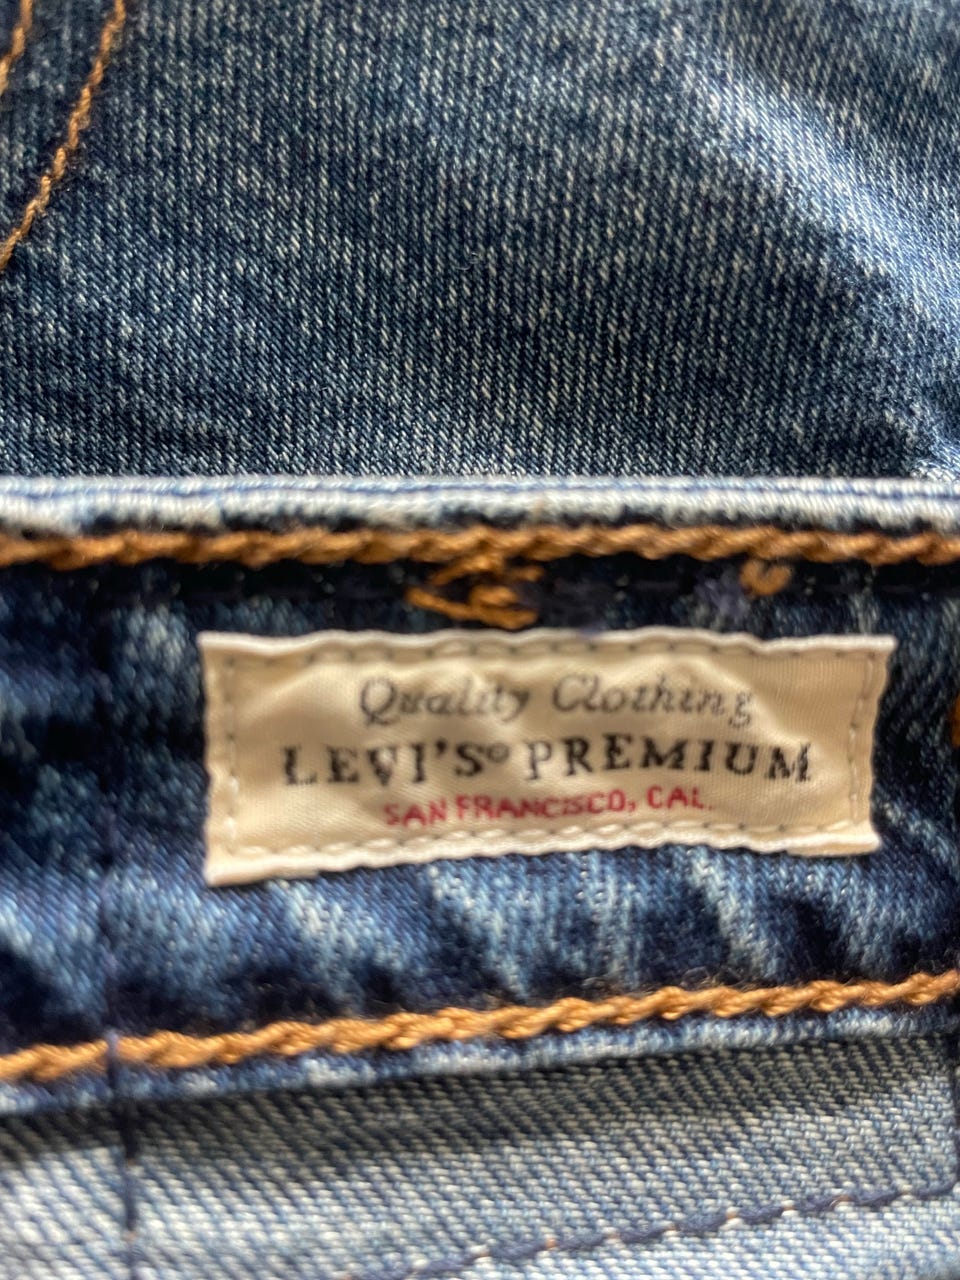 Quality Clothing
LEVI'S® PREMIUM
SAN FRANCISCO, CAL.